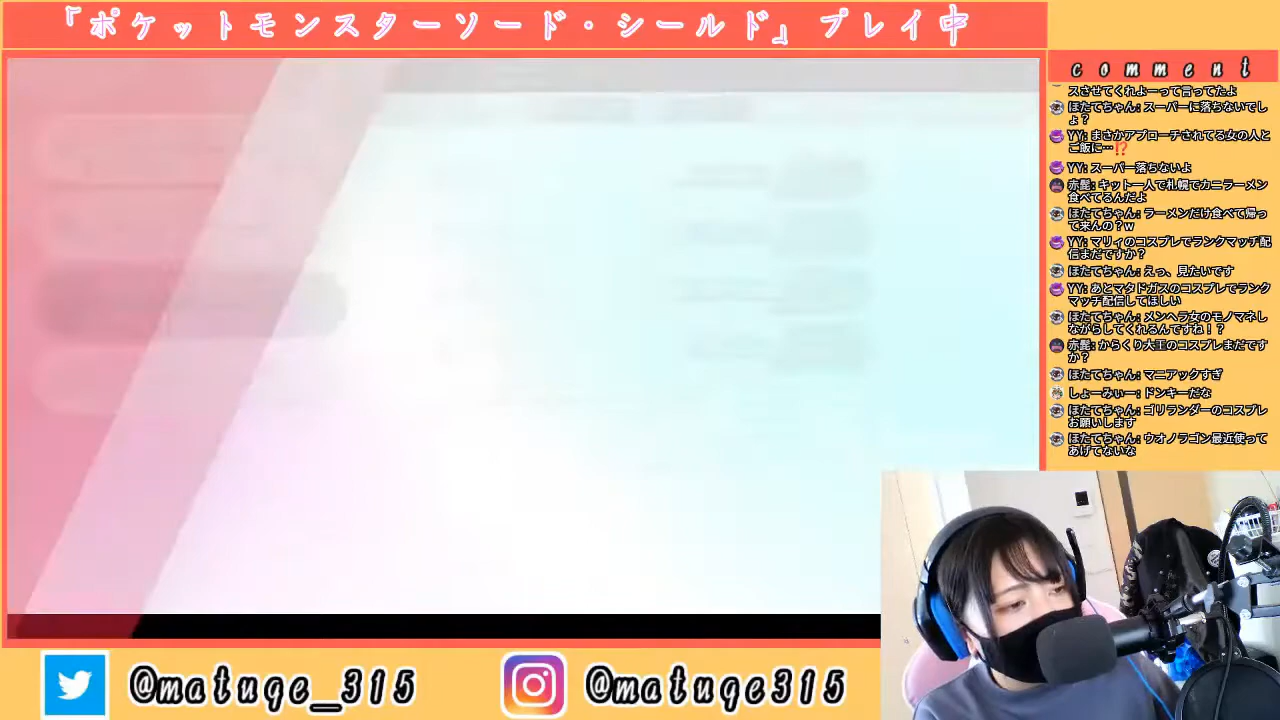 『ポケットモンスターソード・シールド』プレイ中
comment
スさせてくれよーって言ってたよ
ほたてちゃん: スーパーに落ちないでし
ょ?
YY: まさかアプローチされてる女の人と
ご飯に…⁉
YY: スーパー落ちないよ
赤髭: キット一人で札幌でカニラーメン
食べてるんだよ
ほたてちゃん: ラーメンだけ食べて帰っ
て来んの?w
YY: マリィのコスプレでランクマッチ配
信まだですか?
ほたてちゃん: えっ、見たいです
YY: あとマタドガスのコスプレでランク
マッチ配信してほしい
ほたてちゃん: メンヘラ女のモノマネし
ながらしてくれるんですね!?
赤髭: からくり大王のコスプレまだです
か?
ほたてちゃん: マニアックすぎ
しょーみぃー: ドンキーだな
ほたてちゃん: ゴリランダーのコスプレ
お願いします
ほたてちゃん: ウオノラゴン最近使って
あげてないな
@matuge_315
@matuge315